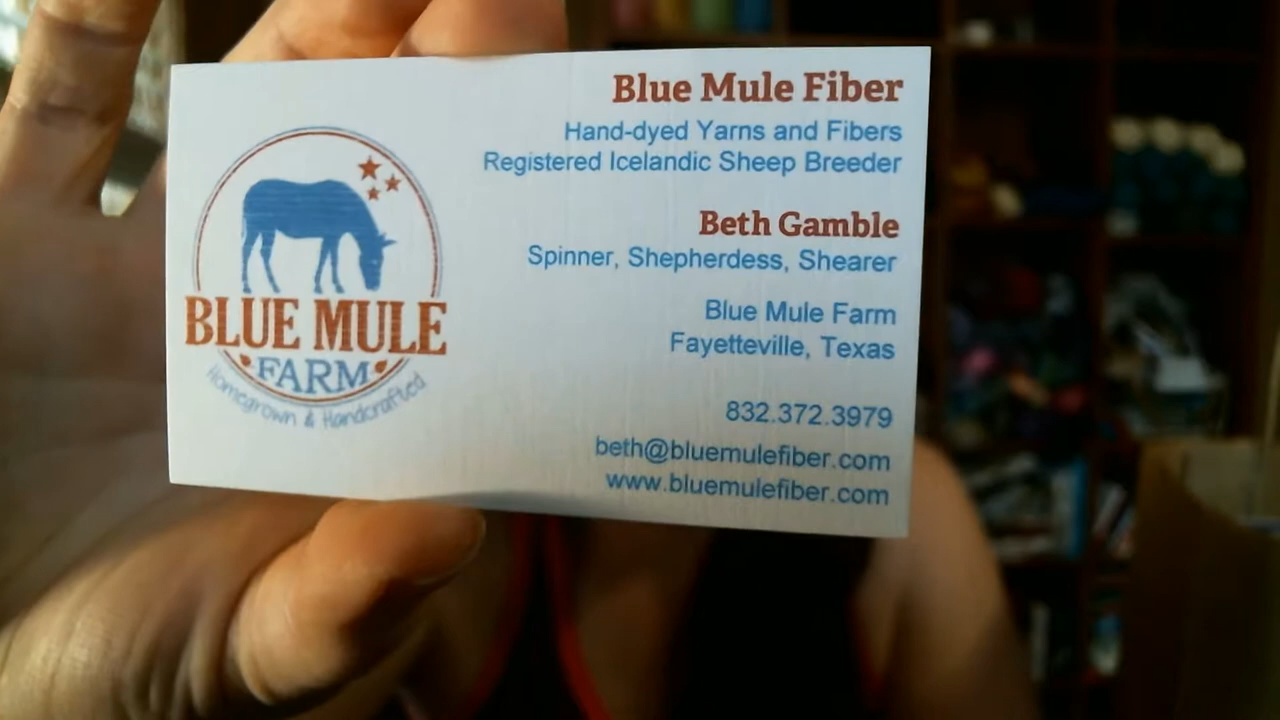 BLUE MULE
FARM
Homegrown & Handcrafted
Blue Mule Fiber
Hand-dyed Yarns and Fibers
Registered Icelandic Sheep Breeder
Beth Gamble
Spinner, Shepherdess, Shearer
Blue Mule Farm
Fayetteville, Texas
832.372.3979
beth@bluemulefiber.com
www.bluemulefiber.com